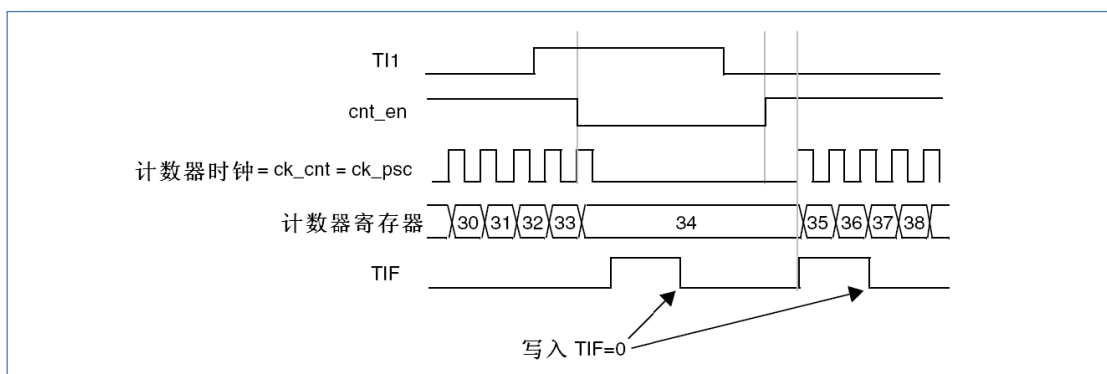 TI1
cnt_en
计数器时钟 = ck_cnt = ck_psc
计数器寄存器 30 31 32 33 34 35 36 37 38
TIF
写入 TIF=0